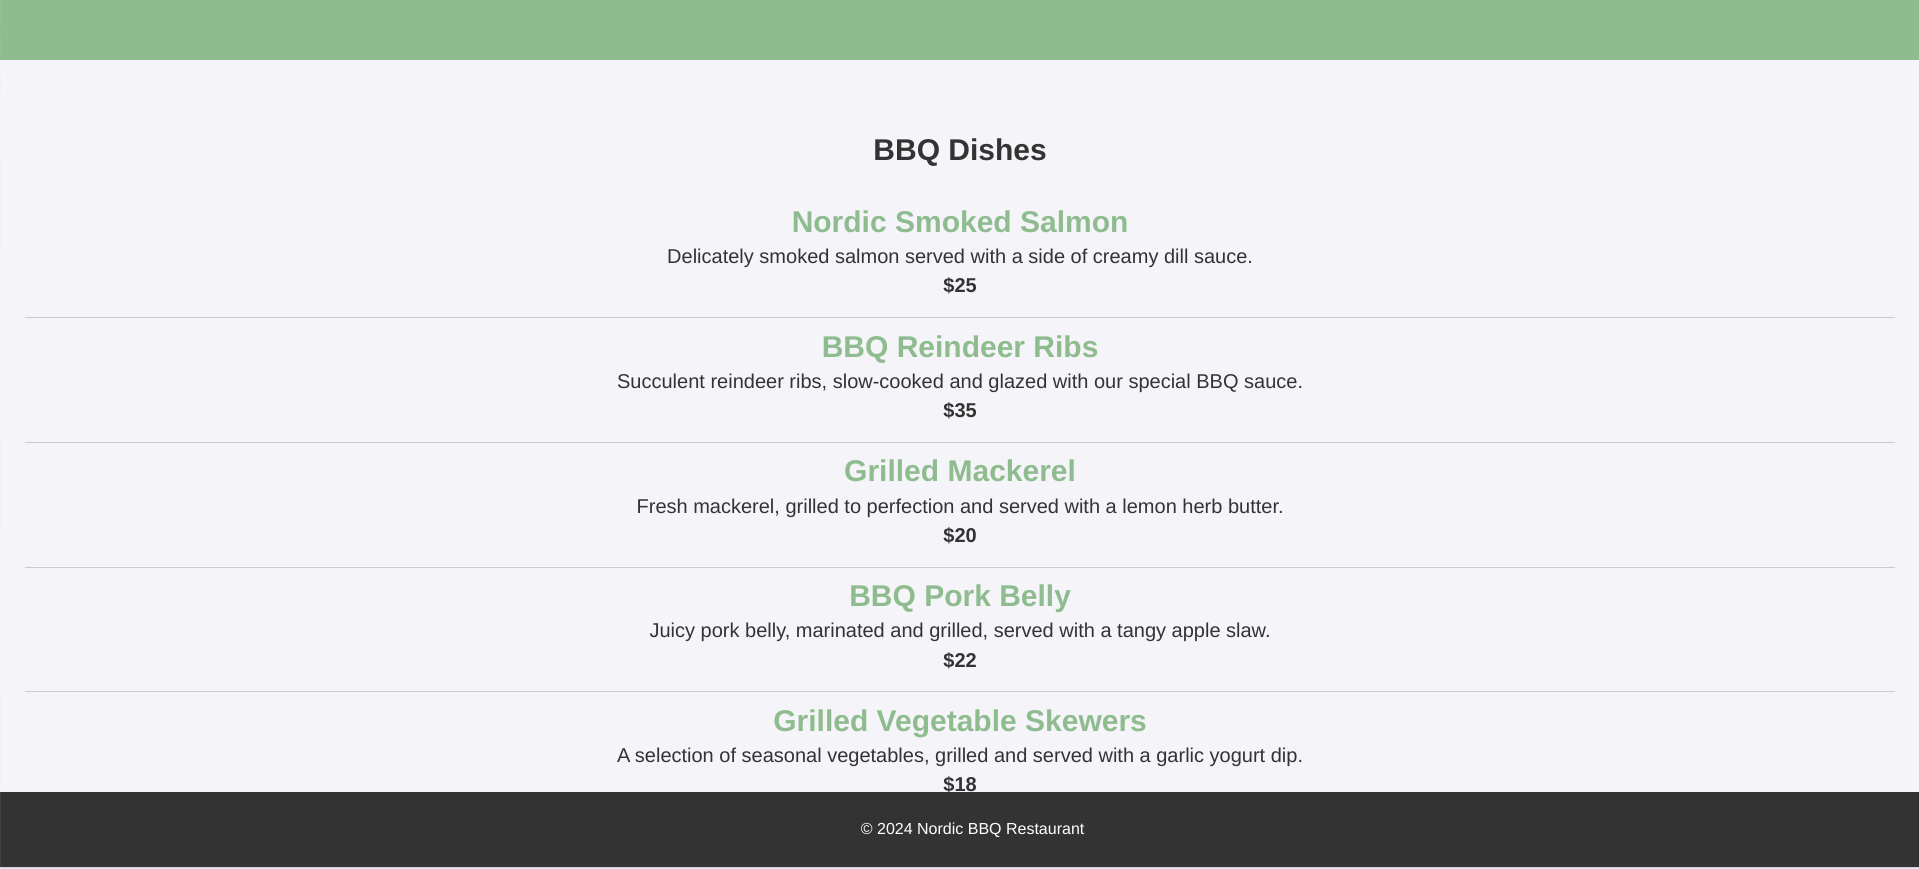 BBQ Dishes
Nordic Smoked Salmon
Delicately smoked salmon served with a side of creamy dill sauce.
$25
BBQ Reindeer Ribs
Succulent reindeer ribs, slow-cooked and glazed with our special BBQ sauce.
$35
Grilled Mackerel
Fresh mackerel, grilled to perfection and served with a lemon herb butter.
$20
BBQ Pork Belly
Juicy pork belly, marinated and grilled, served with a tangy apple slaw.
$22
Grilled Vegetable Skewers
A selection of seasonal vegetables, grilled and served with a garlic yogurt dip.
$18
© 2024 Nordic BBQ Restaurant